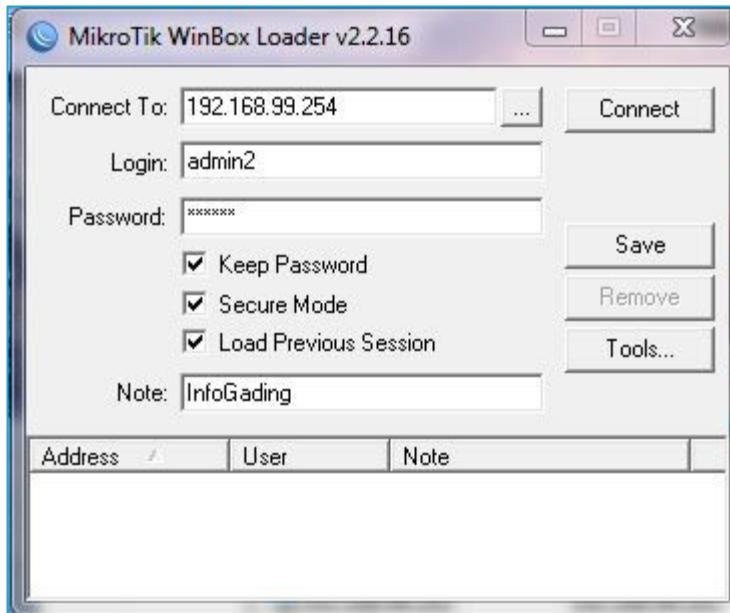 MikroTik WinBox Loader v2.2.16
Connect To: 192.168.99.254 ... Connect
Login: admin2
Password: ******
Keep Password
Save
Secure Mode
Remove
Load Previous Session
Tools...
Note: InfoGading
Address User Note